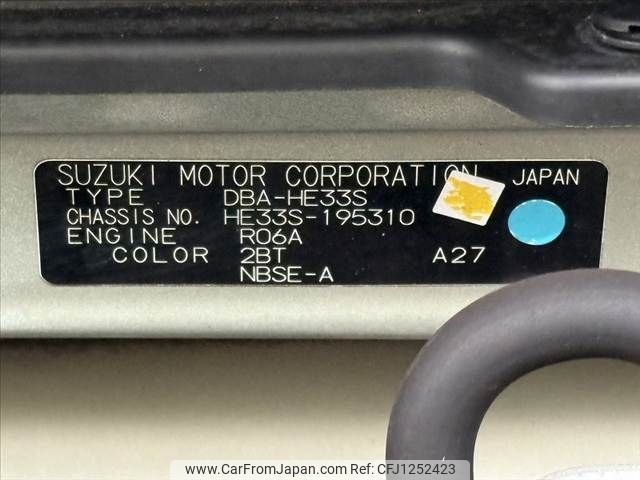 SUZUKI MOTOR CORPORATION JAPAN
TYPE DBA-HE33S
CHASSIS NO. HE33S-195310
ENGINE R06A
COLOR 2BT A27
NBSE-A
www.CarFromJapan.com CFJ1252423